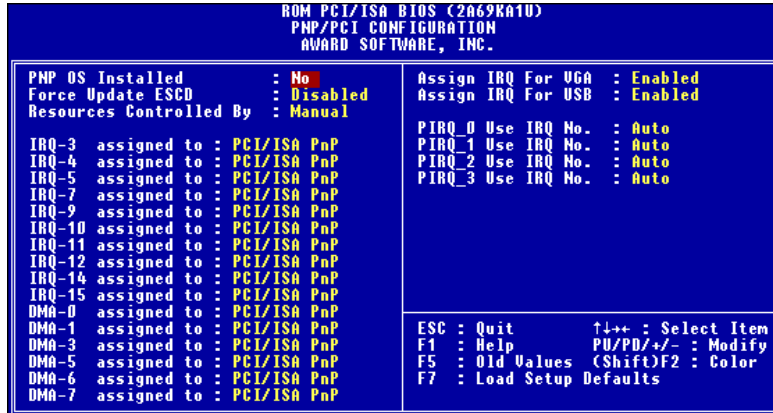 ROM PCI/ISA BIOS (2A69KA1U)
PNP/PCI CONFIGURATION
AWARD SOFTWARE, INC.
PNP OS Installed : No
Force Update ESCD : Disabled
Resources Controlled By : Manual
IRQ-3 assigned to : PCI/ISA PnP
IRQ-4 assigned to : PCI/ISA PnP
IRQ-5 assigned to : PCI/ISA PnP
IRQ-7 assigned to : PCI/ISA PnP
IRQ-9 assigned to : PCI/ISA PnP
IRQ-10 assigned to : PCI/ISA PnP
IRQ-11 assigned to : PCI/ISA PnP
IRQ-12 assigned to : PCI/ISA PnP
IRQ-14 assigned to : PCI/ISA PnP
IRQ-15 assigned to : PCI/ISA PnP
DMA-0 assigned to : PCI/ISA PnP
DMA-1 assigned to : PCI/ISA PnP
DMA-3 assigned to : PCI/ISA PnP
DMA-5 assigned to : PCI/ISA PnP
DMA-6 assigned to : PCI/ISA PnP
DMA-7 assigned to : PCI/ISA PnP
Assign IRQ For VGA : Enabled
Assign IRQ For USB : Enabled
PIRQ_0 Use IRQ No. : Auto
PIRQ_1 Use IRQ No. : Auto
PIRQ_2 Use IRQ No. : Auto
PIRQ_3 Use IRQ No. : Auto
ESC : Quit ↑↓→← : Select Item
F1 : Help PU/PD/+/- : Modify
F5 : Old Values (Shift)F2 : Color
F7 : Load Setup Defaults